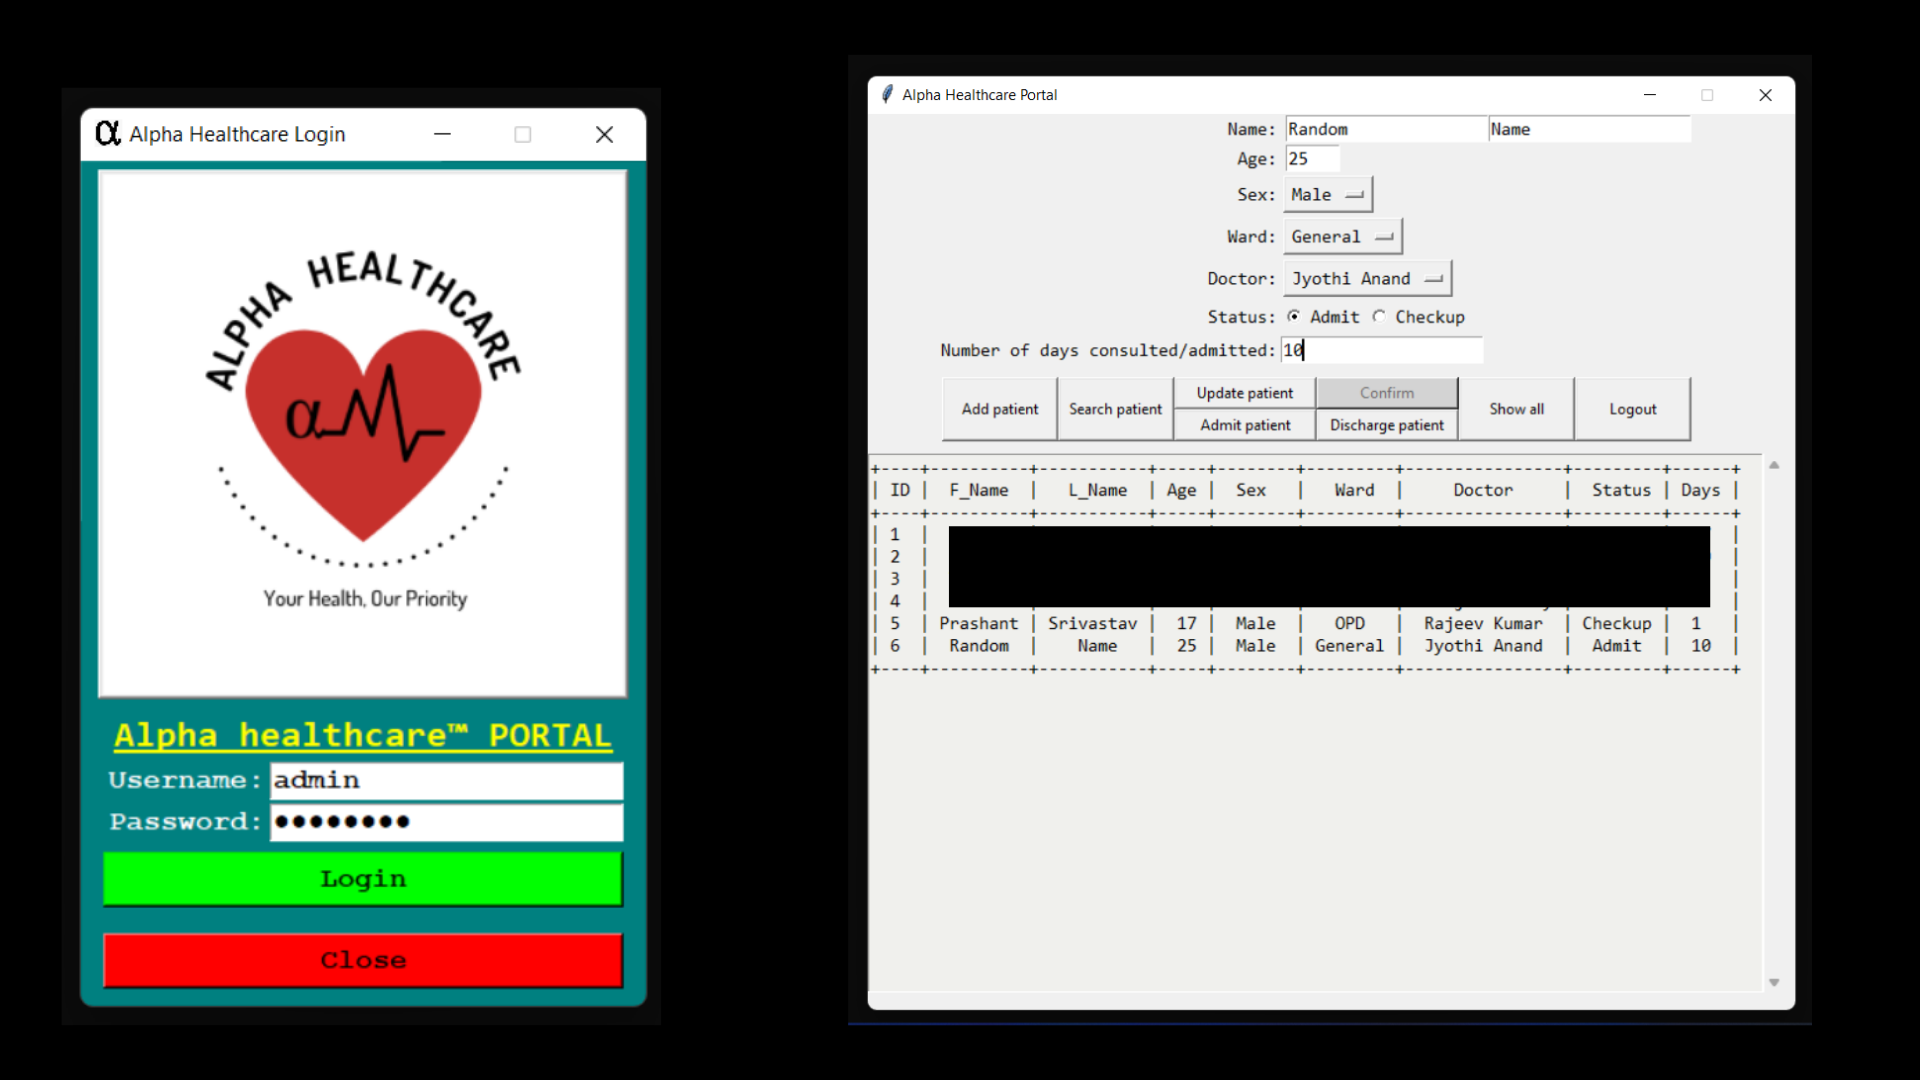 Alpha Healthcare Login
ALPHA HEALTHCARE
α
Your Health, Our Priority
Alpha healthcare™ PORTAL
Username: admin
Password: ●●●●●●●●
Login
Close
Alpha Healthcare Portal
Name: Random Name
Age: 25
Sex: Male
Ward: General
Doctor: Jyothi Anand
Status: Admit Checkup
Number of days consulted/admitted: 10
Add patient Search patient Update patient Confirm Show all Logout
Admit patient Discharge patient
+----+----------+-----------+-----+--------+---------+----------------+---------+------+
| ID | F_Name | L_Name | Age | Sex | Ward | Doctor | Status | Days |
+----+----------+-----------+-----+--------+---------+----------------+---------+------+
| 1 | |
| 2 | |
| 3 | |
| 4 | |
| 5 | Prashant | Srivastav | 17 | Male | OPD | Rajeev Kumar | Checkup | 1 |
| 6 | Random | Name | 25 | Male | General | Jyothi Anand | Admit | 10 |
+----+----------+-----------+-----+--------+---------+----------------+---------+------+